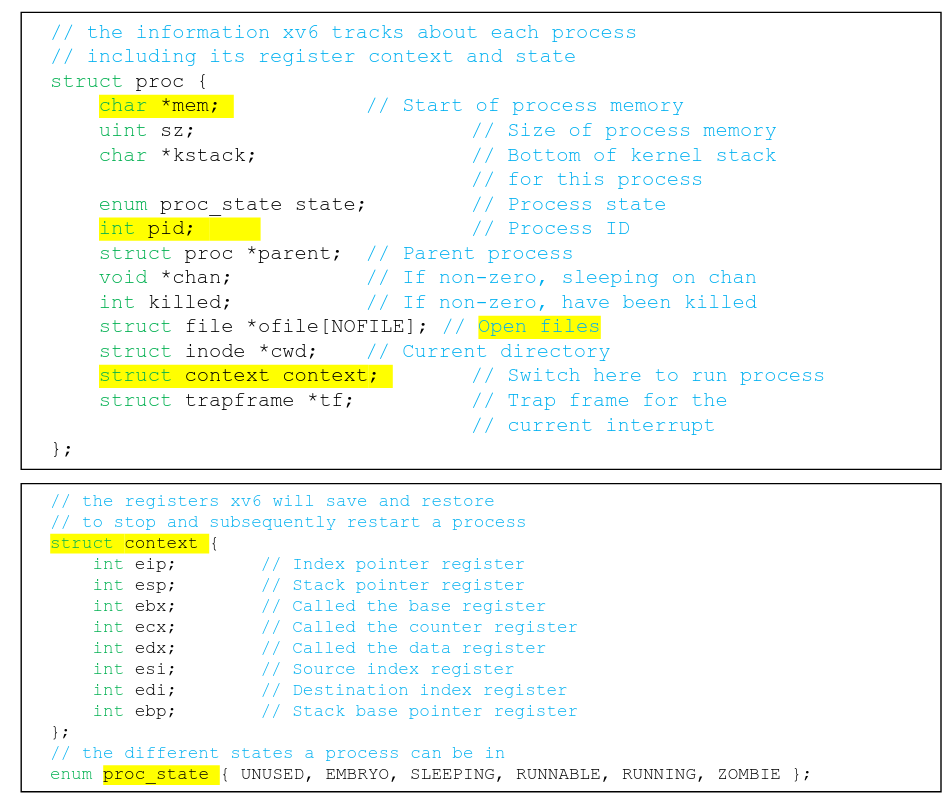 // the information xv6 tracks about each process
// including its register context and state
struct proc {
char *mem; // Start of process memory
uint sz; // Size of process memory
char *kstack; // Bottom of kernel stack
// for this process
enum proc_state state; // Process state
int pid; // Process ID
struct proc *parent; // Parent process
void *chan; // If non-zero, sleeping on chan
int killed; // If non-zero, have been killed
struct file *ofile[NOFILE]; // Open files
struct inode *cwd; // Current directory
struct context context; // Switch here to run process
struct trapframe *tf; // Trap frame for the
// current interrupt
};
// the registers xv6 will save and restore
// to stop and subsequently restart a process
struct context {
int eip; // Index pointer register
int esp; // Stack pointer register
int ebx; // Called the base register
int ecx; // Called the counter register
int edx; // Called the data register
int esi; // Source index register
int edi; // Destination index register
int ebp; // Stack base pointer register
};
// the different states a process can be in
enum proc_state { UNUSED, EMBRYO, SLEEPING, RUNNABLE, RUNNING, ZOMBIE };